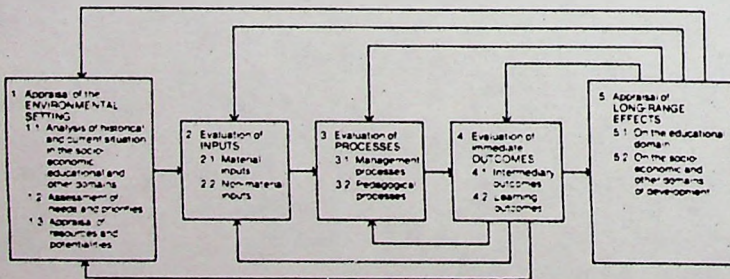 1 Appraisal of the
ENVIRONMENTAL
SETTING
1.1 Analysis of historical
and current situation
in the socio-
economic
educational and
other domains
1.2 Assessment of
needs and priorities
1.3 Appraisal of
resources and
potentialities
2 Evaluation of
INPUTS
2.1 Material
inputs
2.2 Non-material
inputs
3 Evaluation of
PROCESSES
3.1 Management
processes
3.2 Pedagogical
processes
4 Evaluation of
immediate
OUTCOMES
4.1 Intermediary
outcomes
4.2 Learning
outcomes
5 Appraisal of
LONG-RANGE
EFFECTS
5.1 On the educational
domain
5.2 On the socio-
economic and
other domains
of development